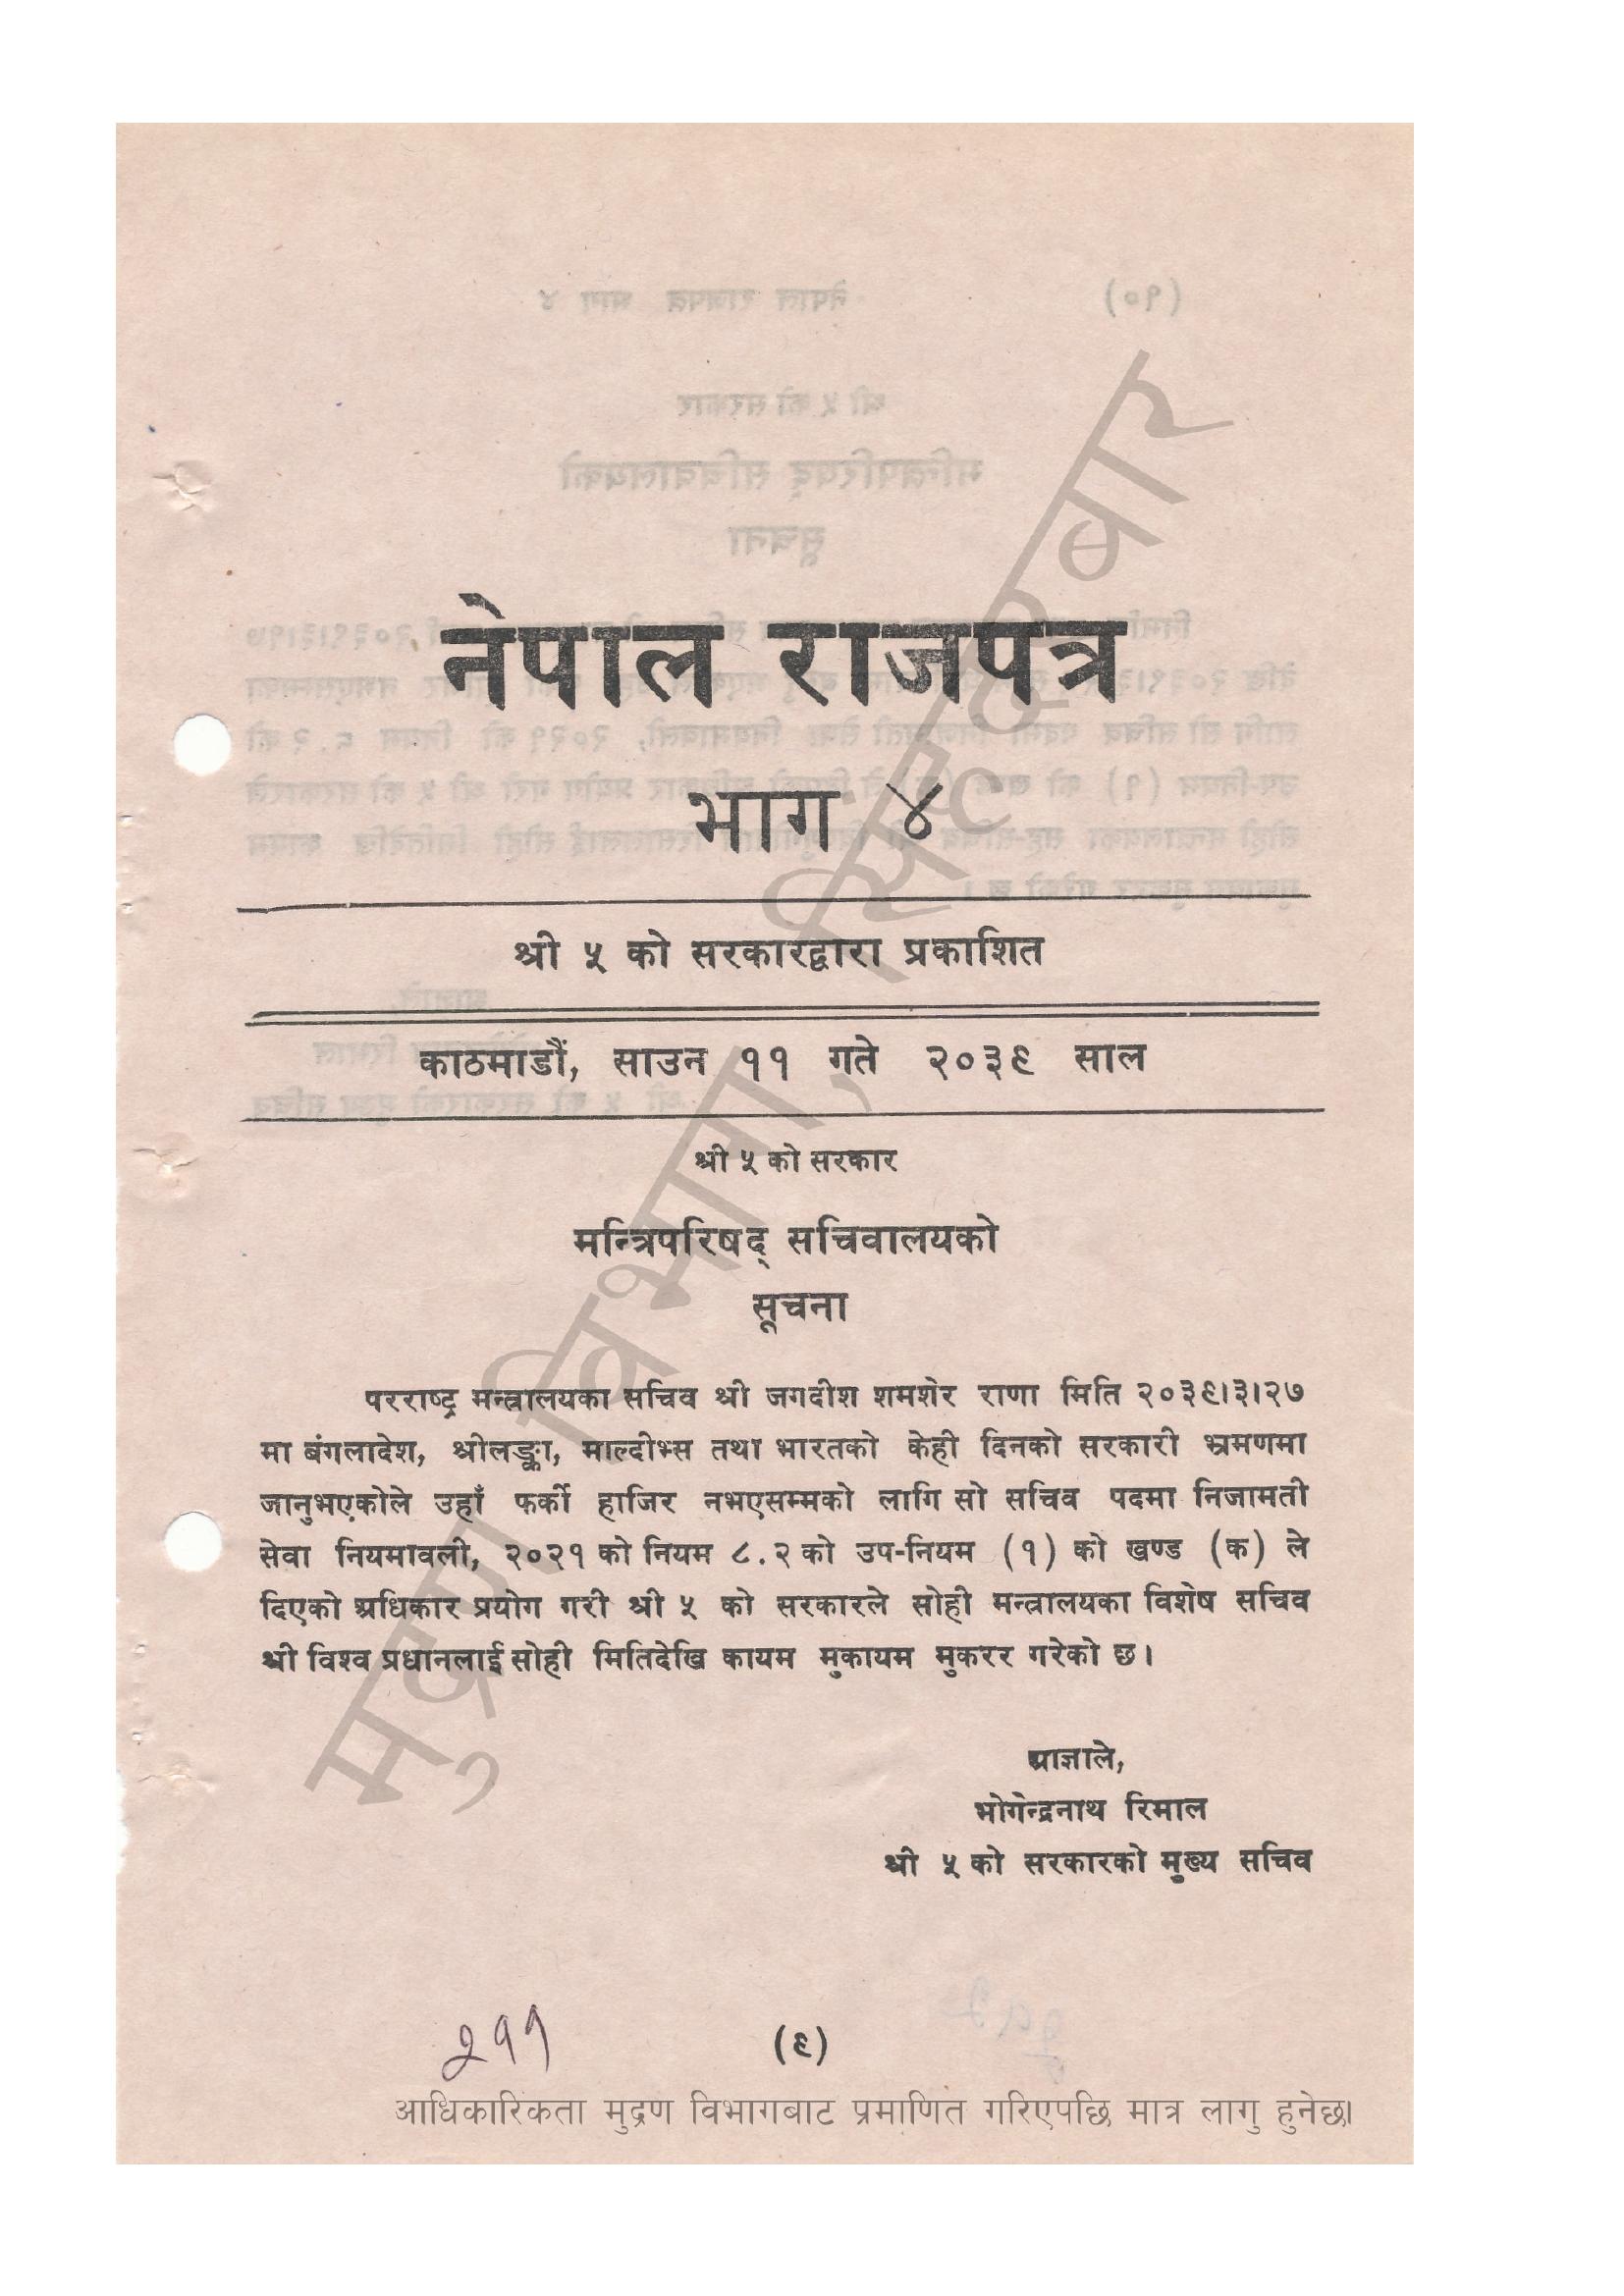 नेपाल राजपत्र
भाग ४
श्री ५ को सरकारद्वारा प्रकाशित
काठमाडौं, साउन ११ गते २०३९ साल
श्री ५ को सरकार
मन्त्रिपरिषद् सचिवालयको
सूचना
परराष्ट्र मन्त्रालयका सचिव श्री जगदीश शमशेर राणा मिति २०३९।३।२७
मा बंगलादेश, श्रीलङ्का, माल्दीभ्स तथा भारतको केही दिनको सरकारी भ्रमणमा
जानुभएकोले उहाँ फर्की हाजिर नभएसम्मको लागि सो सचिव पदमा निजामती
सेवा नियमावली, २०२१ को नियम ८.२ को उप-नियम (१) को खण्ड (क) ले
दिएको अधिकार प्रयोग गरी श्री ५ को सरकारले सोही मन्त्रालयका विशेष सचिव
श्री विश्व प्रधानलाई सोही मितिदेखि कायम मुकायम मुकरर गरेको छ।
आज्ञाले,
भोगेन्द्रनाथ रिमाल
श्री ५ को सरकारको मुख्य सचिव
२११
(९)
मुद्रण विभाग, सिंहदरबार
आधिकारिकता मुद्रण विभागबाट प्रमाणित गरिएपछि मात्र लागु हुनेछ।